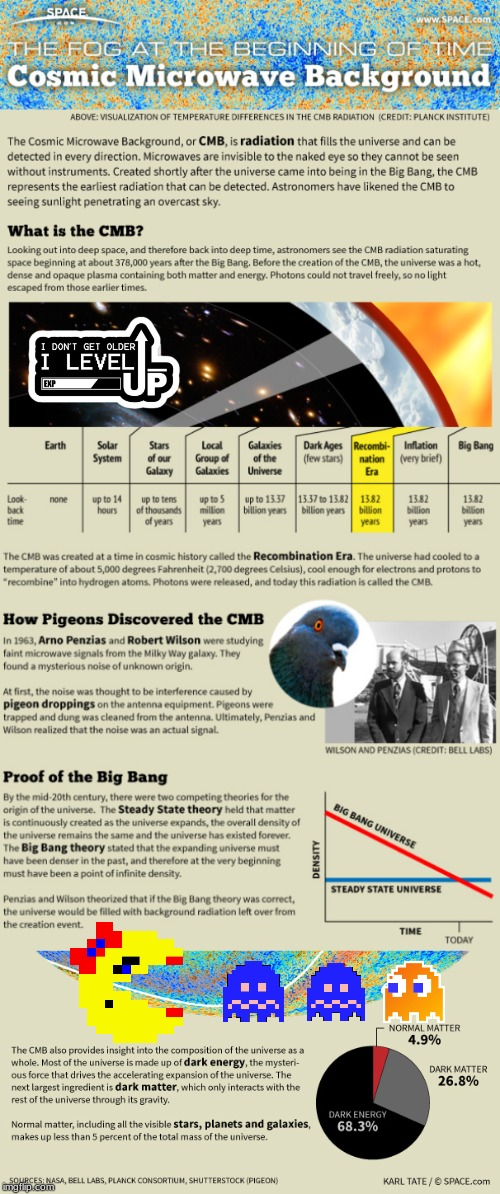 SPACE
.com
www.SPACE.com
THE FOG AT THE BEGINNING OF TIME
Cosmic Microwave Background
ABOVE: VISUALIZATION OF TEMPERATURE DIFFERENCES IN THE CMB RADIATION (CREDIT: PLANCK INSTITUTE)
The Cosmic Microwave Background, or CMB, is radiation that fills the universe and can be
detected in every direction. Microwaves are invisible to the naked eye so they cannot be seen
without instruments. Created shortly after the universe came into being in the Big Bang, the CMB
represents the earliest radiation that can be detected. Astronomers have likened the CMB to
seeing sunlight penetrating an overcast sky.
What is the CMB?
Looking out into deep space, and therefore back into deep time, astronomers see the CMB radiation saturating
space beginning at about 378,000 years after the Big Bang. Before the creation of the CMB, the universe was a hot,
dense and opaque plasma containing both matter and energy. Photons could not travel freely, so no light
escaped from those earlier times.
I DON'T GET OLDER
I LEVEL
UP
EXP
Earth
Solar
System
Stars
of our
Galaxy
Local
Group of
Galaxies
Galaxies
of the
Universe
Dark Ages
(few stars)
Recombi-
nation
Era
Inflation
(very brief)
Big Bang
Look-
back
time
none
up to 14
hours
up to tens
of thousands
of years
up to 5
million
years
up to 13.37
billion years
13.37 to 13.82
billion years
13.82
billion
years
13.82
billion
years
13.82
billion
years
The CMB was created at a time in cosmic history called the Recombination Era. The universe had cooled to a
temperature of about 5,000 degrees Fahrenheit (2,700 degrees Celsius), cool enough for electrons and protons to
"recombine" into hydrogen atoms. Photons were released, and today this radiation is called the CMB.
How Pigeons Discovered the CMB
In 1963, Arno Penzias and Robert Wilson were studying
faint microwave signals from the Milky Way galaxy. They
found a mysterious noise of unknown origin.
At first, the noise was thought to be interference caused by
pigeon droppings on the antenna equipment. Pigeons were
trapped and dung was cleaned from the antenna. Ultimately, Penzias and
Wilson realized that the noise was an actual signal.
WILSON AND PENZIAS (CREDIT: BELL LABS)
Proof of the Big Bang
By the mid-20th century, there were two competing theories for the
origin of the universe. The Steady State theory held that matter
is continuously created as the universe expands, the overall density of
the universe remains the same and the universe has existed forever.
The Big Bang theory stated that the expanding universe must
have been denser in the past, and therefore at the very beginning
must have been a point of infinite density.
Penzias and Wilson theorized that if the Big Bang theory was correct,
the universe would be filled with background radiation left over from
the creation event.
DENSITY
BIG BANG UNIVERSE
STEADY STATE UNIVERSE
TIME
TODAY
The CMB also provides insight into the composition of the universe as a
whole. Most of the universe is made up of dark energy, the mysteri-
ous force that drives the accelerating expansion of the universe. The
next largest ingredient is dark matter, which only interacts with the
rest of the universe through its gravity.
Normal matter, including all the visible stars, planets and galaxies,
makes up less than 5 percent of the total mass of the universe.
NORMAL MATTER
4.9%
DARK MATTER
26.8%
DARK ENERGY
68.3%
SOURCES: NASA, BELL LABS, PLANCK CONSORTIUM, SHUTTERSTOCK (PIGEON)
KARL TATE / © SPACE.com
imgflip.com